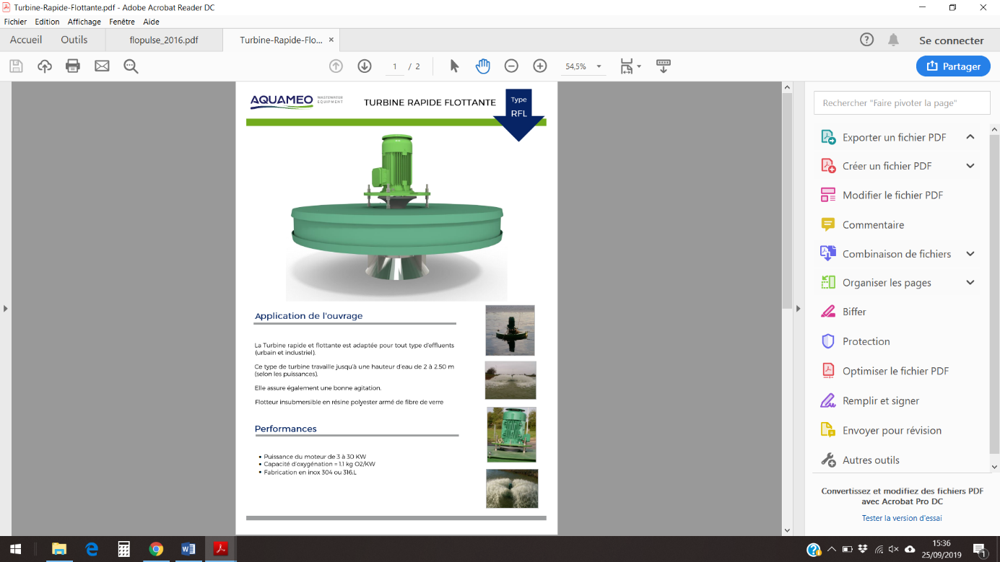 Turbine-Rapide-Flottante.pdf - Adobe Acrobat Reader DC
Fichier Edition Affichage Fenêtre Aide
Accueil Outils flopulse_2016.pdf Turbine-Rapide-Flo... × Se connecter
1 / 2 54,5% Partager
AQUAMEO WASTEWATER EQUIPMENT
TURBINE RAPIDE FLOTTANTE
Type
RFL
Application de l'ouvrage
La Turbine rapide et flottante est adaptée pour tout type d'effluents
(urbain et industriel).
Ce type de turbine travaille jusqu'à une hauteur d'eau de 2 à 2.50 m
(selon les puissances).
Elle assure également une bonne agitation.
Flotteur insubmersible en résine polyester armé de fibre de verre
Performances
• Puissance du moteur de 3 à 30 KW
• Capacité d'oxygénation = 1.1 kg O2/KW
• Fabrication en inox 304 ou 316.L
Rechercher "Faire pivoter la page"
Exporter un fichier PDF
Créer un fichier PDF
Modifier le fichier PDF
Commentaire
Combinaison de fichiers
Organiser les pages
Biffer
Protection
Optimiser le fichier PDF
Remplir et signer
Envoyer pour révision
Autres outils
Convertissez et modifiez des fichiers PDF
avec Acrobat Pro DC
Tester la version d'essai
15:36
25/09/2019
1